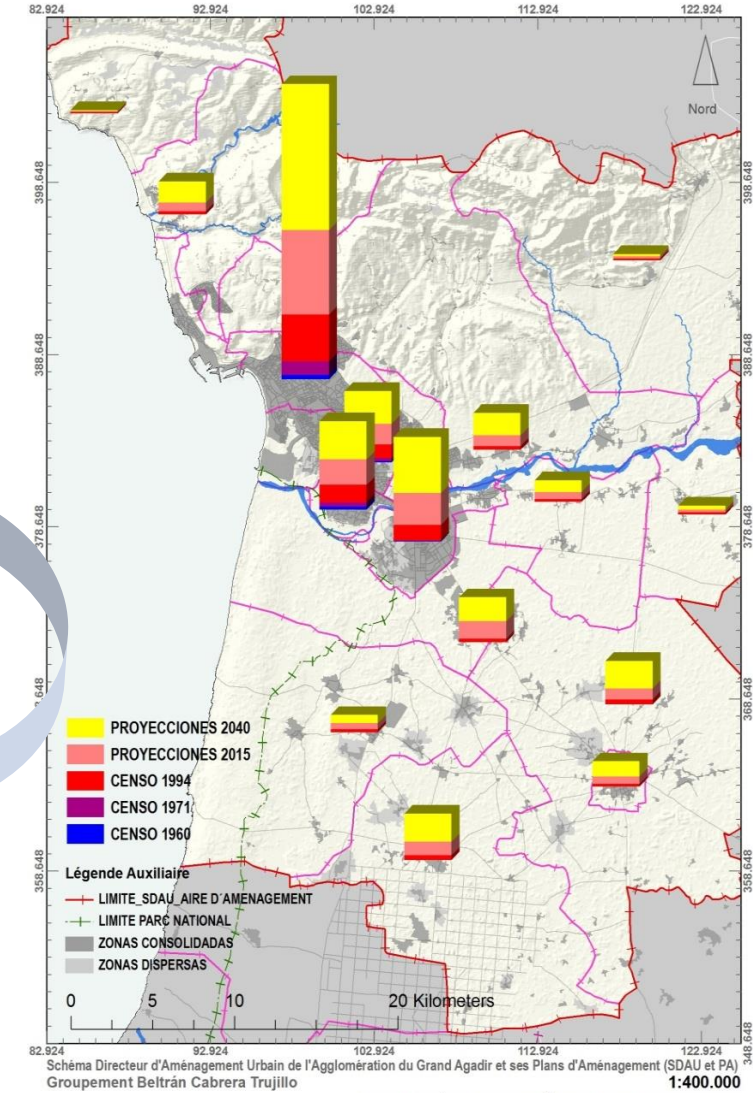 82.924 92.924 102.924 112.924 122.924
Nord
398.648 398.648
388.648 388.648
378.648 378.648
368.648 368.648
PROYECCIONES 2040
PROYECCIONES 2015
CENSO 1994
CENSO 1971
CENSO 1960
358.648 358.648
Légende Auxiliaire
LIMITE_SDAU_AIRE D´AMENAGEMENT
LIMITE PARC NATIONAL
ZONAS CONSOLIDADAS
ZONAS DISPERSAS
0 5 10 20 Kilometers
348.648
82.924 92.924 102.924 112.924 122.924
Schéma Directeur d'Aménagement Urbain de l'Agglomération du Grand Agadir et ses Plans d'Aménagement (SDAU et PA)
Groupement Beltrán Cabrera Trujillo 1:400.000